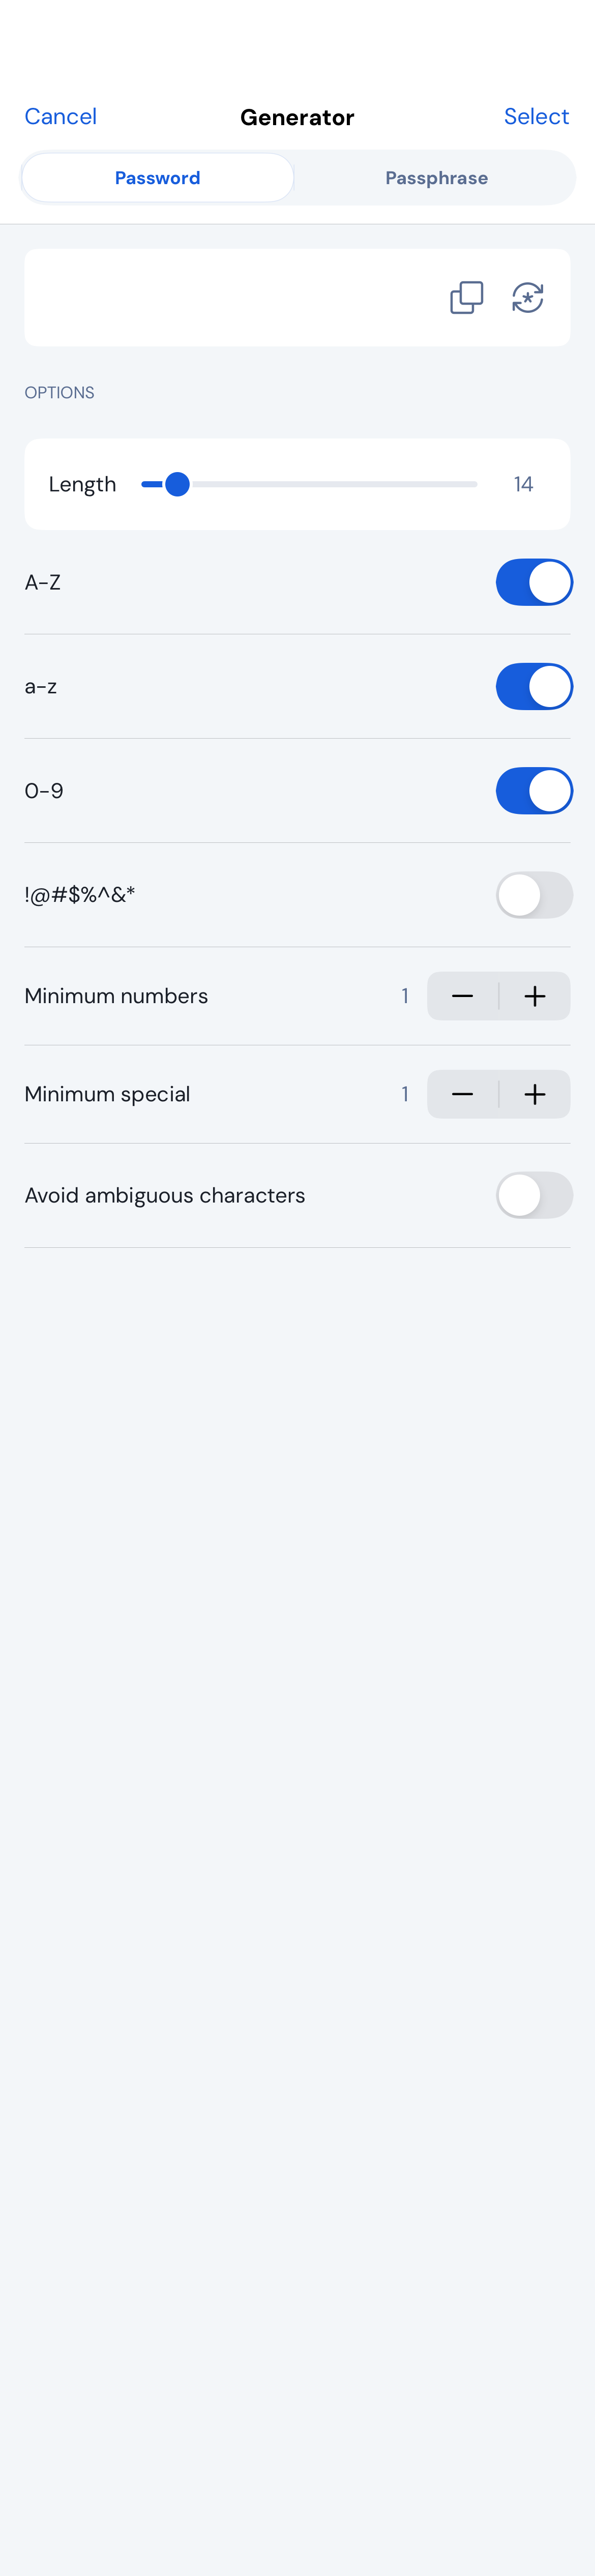 Cancel Generator Select
Password Passphrase
OPTIONS
Length 14
A-Z
a-z
0-9
!@#$%^&*
Minimum numbers 1
Minimum special 1
Avoid ambiguous characters